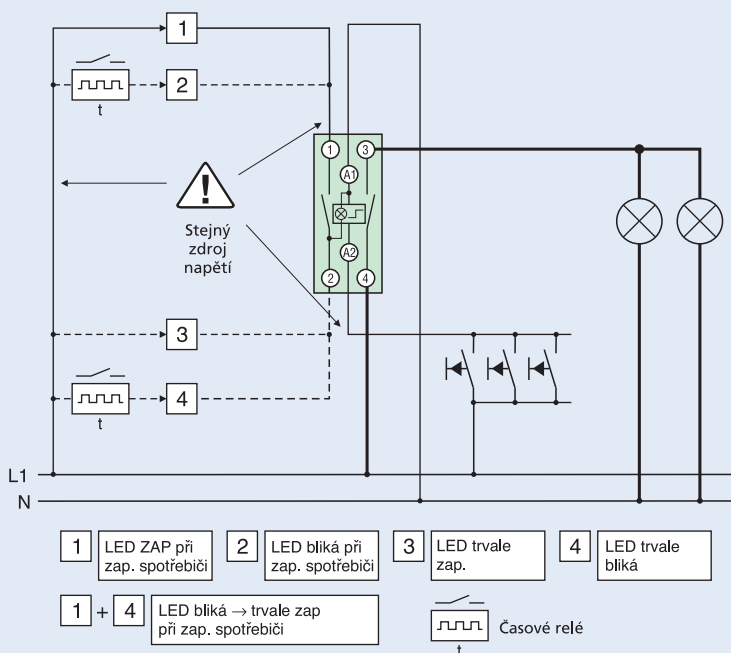 1
2
t
1
3
A1
!
Stejný
zdroj
napětí
A2
2
4
3
4
t
L1
N
1 LED ZAP při
zap. spotřebiči
2 LED bliká při
zap. spotřebiči
3 LED trvale
zap.
4 LED trvale
bliká
1 + 4 LED bliká → trvale zap
při zap. spotřebiči
Časové relé
t